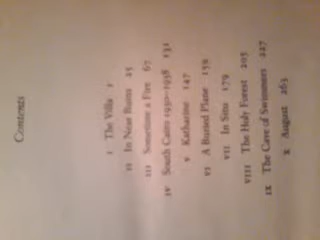 Contents
I The Villa 1
II In Near Ruins 25
III Sometime a Fire 67
IV South Cairo 1930–1938 131
V Katharine 147
VI A Buried Plane 159
VII In Situ 179
VIII The Holy Forest 205
IX The Cave of Swimmers 227
X August 263